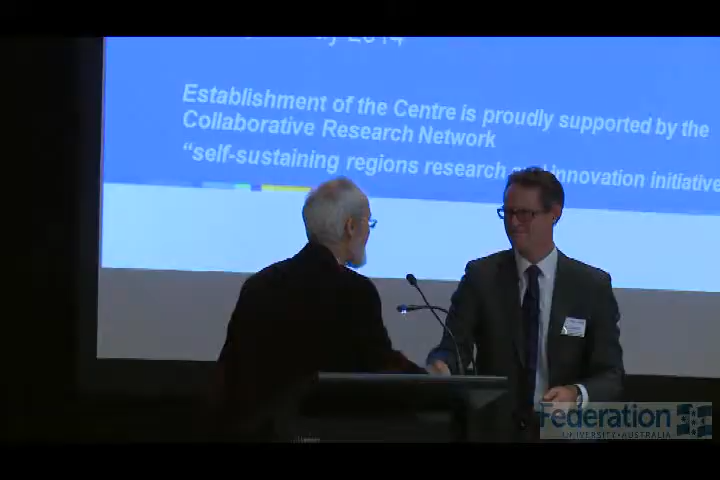 2014
Establishment of the Centre is proudly supported by the
Collaborative Research Network
“self-sustaining regions research and innovation initiative
Federation
UNIVERSITY • AUSTRALIA